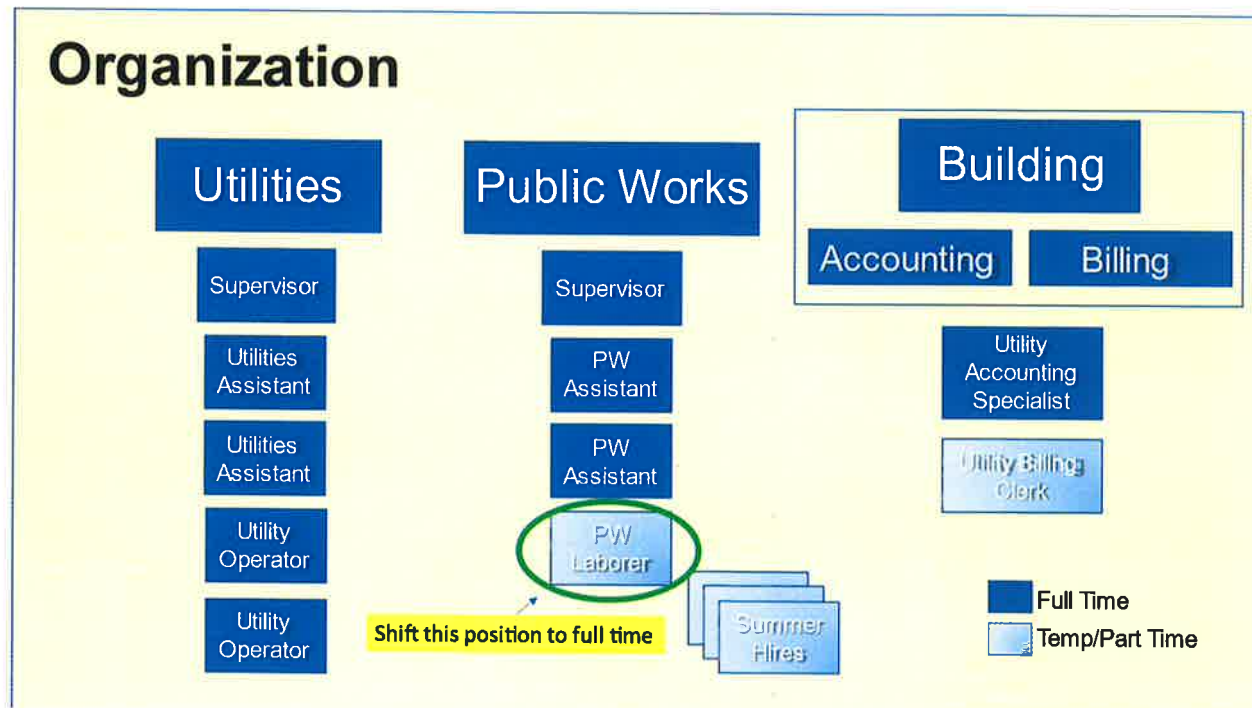 Organization
Utilities
Supervisor
Utilities
Assistant
Utilities
Assistant
Utility
Operator
Utility
Operator
Public Works
Supervisor
PW
Assistant
PW
Assistant
PW
Laborer
Shift this position to full time
Summer
Hires
Building
Accounting
Billing
Utility
Accounting
Specialist
Utility Billing
Clerk
Full Time
Temp/Part Time